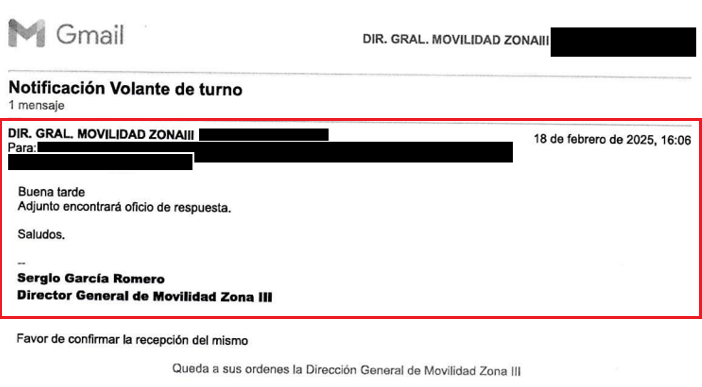 Gmail
DIR. GRAL. MOVILIDAD ZONAIII
Notificación Volante de turno
1 mensaje
DIR. GRAL. MOVILIDAD ZONAIII
18 de febrero de 2025, 16:06
Para:
Buena tarde
Adjunto encontrará oficio de respuesta.
Saludos.
--
Sergio García Romero
Director General de Movilidad Zona III
Favor de confirmar la recepción del mismo
Queda a sus ordenes la Dirección General de Movilidad Zona III